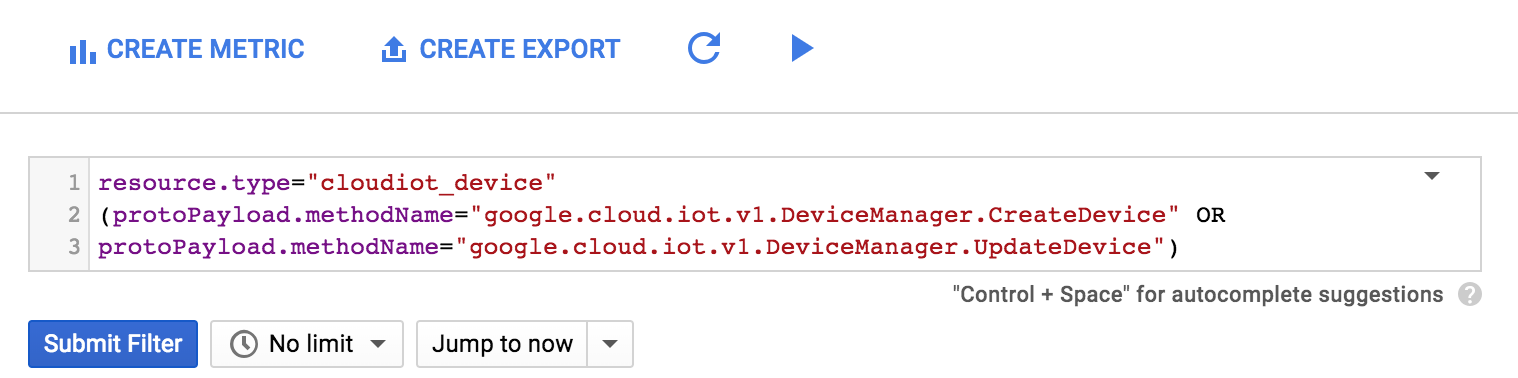 CREATE METRIC CREATE EXPORT
1 resource.type="cloudiot_device"
2 (protoPayload.methodName="google.cloud.iot.v1.DeviceManager.CreateDevice" OR
3 protoPayload.methodName="google.cloud.iot.v1.DeviceManager.UpdateDevice")
"Control + Space" for autocomplete suggestions ?
Submit Filter No limit Jump to now